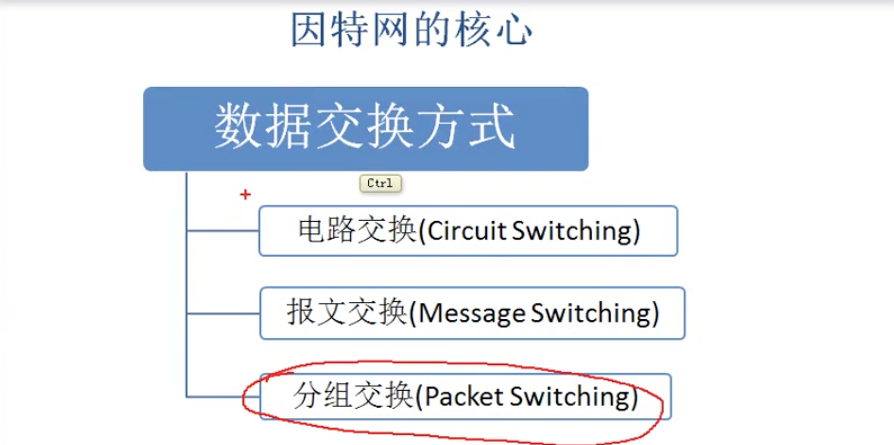 因特网的核心
数据交换方式
Ctrl
电路交换(Circuit Switching)
报文交换(Message Switching)
分组交换(Packet Switching)